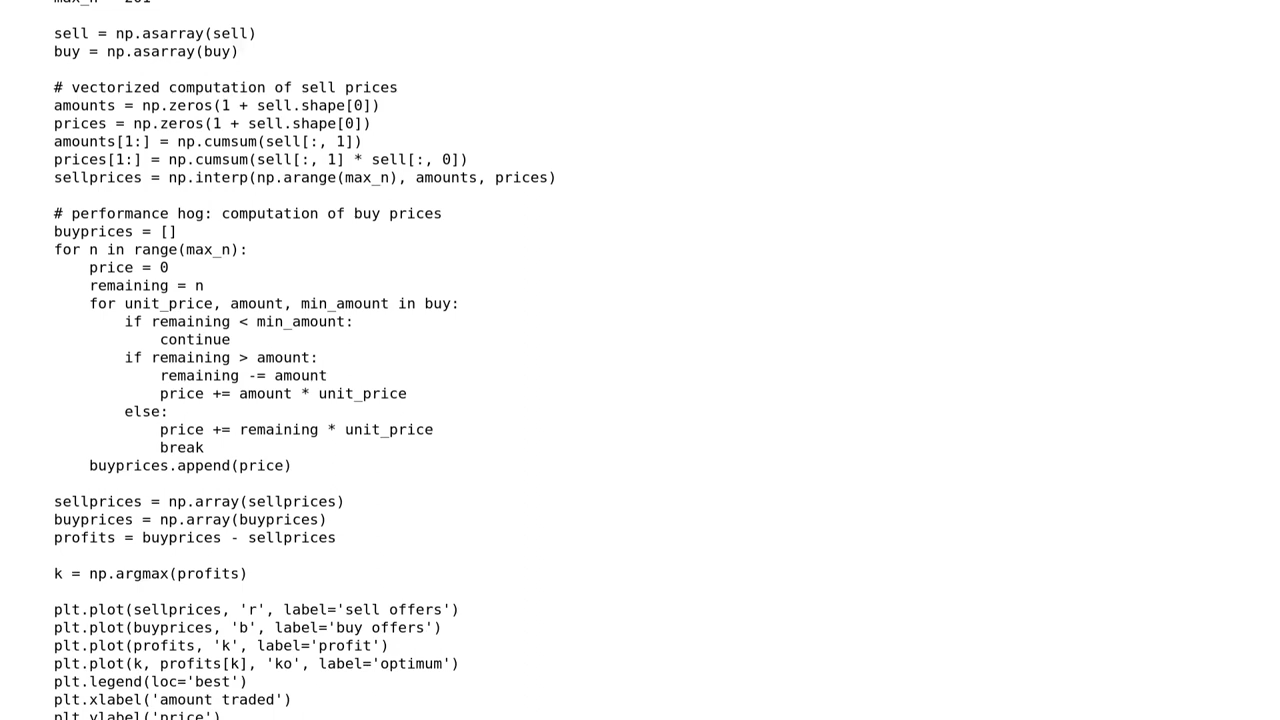 max_n = 201
sell = np.asarray(sell)
buy = np.asarray(buy)
# vectorized computation of sell prices
amounts = np.zeros(1 + sell.shape[0])
prices = np.zeros(1 + sell.shape[0])
amounts[1:] = np.cumsum(sell[:, 1])
prices[1:] = np.cumsum(sell[:, 1] * sell[:, 0])
sellprices = np.interp(np.arange(max_n), amounts, prices)
# performance hog: computation of buy prices
buyprices = []
for n in range(max_n):
    price = 0
    remaining = n
    for unit_price, amount, min_amount in buy:
        if remaining < min_amount:
            continue
        if remaining > amount:
            remaining -= amount
            price += amount * unit_price
        else:
            price += remaining * unit_price
            break
    buyprices.append(price)
sellprices = np.array(sellprices)
buyprices = np.array(buyprices)
profits = buyprices - sellprices
k = np.argmax(profits)
plt.plot(sellprices, 'r', label='sell offers')
plt.plot(buyprices, 'b', label='buy offers')
plt.plot(profits, 'k', label='profit')
plt.plot(k, profits[k], 'ko', label='optimum')
plt.legend(loc='best')
plt.xlabel('amount traded')
plt.ylabel('price')